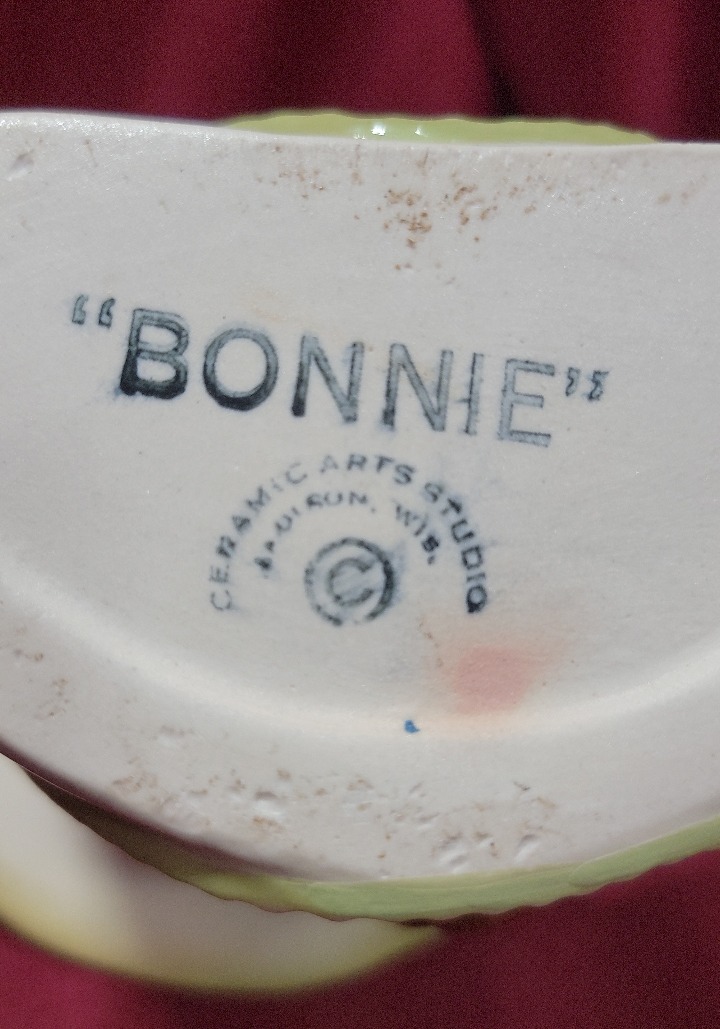 “BONNIE”
CERAMIC ARTS STUDIO
MADISON, WIS.
©